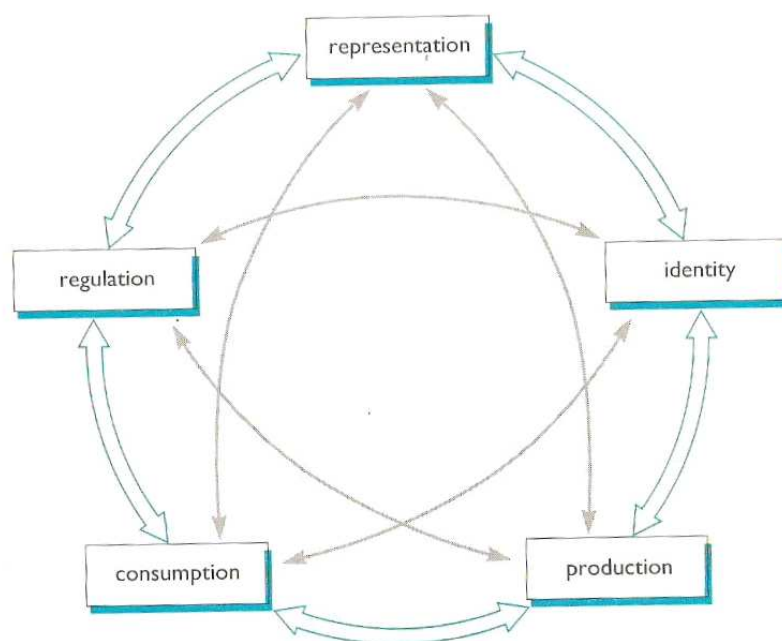 representation
regulation
identity
consumption
production